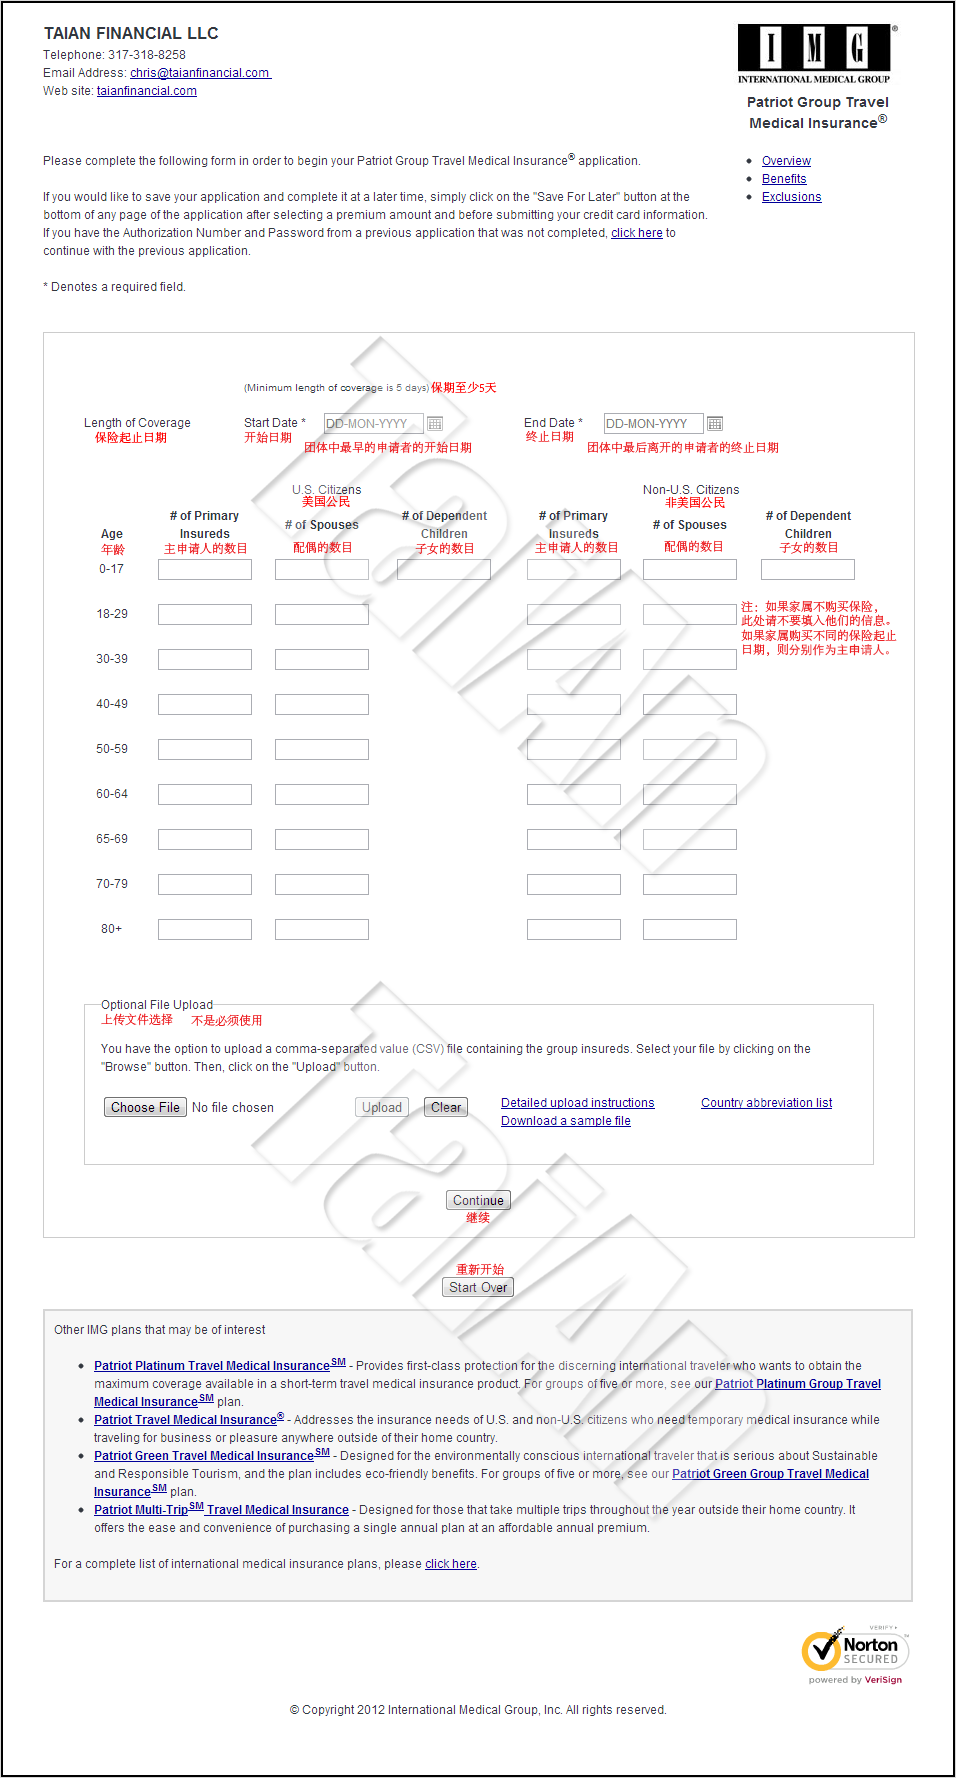 TAIAN FINANCIAL LLC
Telephone: 317-318-8258
Email Address: chris@taianfinancial.com
Web site: taianfinancial.com
IMG ®
INTERNATIONAL MEDICAL GROUP
Patriot Group Travel
Medical Insurance®
Please complete the following form in order to begin your Patriot Group Travel Medical Insurance® application.
• Overview
• Benefits
• Exclusions
If you would like to save your application and complete it at a later time, simply click on the "Save For Later" button at the
bottom of any page of the application after selecting a premium amount and before submitting your credit card information.
If you have the Authorization Number and Password from a previous application that was not completed, click here to
continue with the previous application.
* Denotes a required field.
(Minimum length of coverage is 5 days) 保期至少5天
Length of Coverage Start Date * DD-MON-YYYY End Date * DD-MON-YYYY
保险起止日期 开始日期 终止日期
团体中最早的申请者的开始日期 团体中最后离开的申请者的终止日期
U.S. Citizens Non-U.S. Citizens
美国公民 非美国公民
Age # of Primary Insureds # of Spouses # of Dependent Children # of Primary Insureds # of Spouses # of Dependent Children
年龄 主申请人的数目 配偶的数目 子女的数目 主申请人的数目 配偶的数目 子女的数目
0-17
18-29
注：如果家属不购买保险，
此处请不要填入他们的信息。
如果家属购买不同的保险起止
日期，则分别作为主申请人。
30-39
40-49
50-59
60-64
65-69
70-79
80+
Optional File Upload
上传文件选择 不是必须使用
You have the option to upload a comma-separated value (CSV) file containing the group insureds. Select your file by clicking on the
"Browse" button. Then, click on the "Upload" button.
Choose File No file chosen Upload Clear Detailed upload instructions Country abbreviation list
Download a sample file
Continue
继续
重新开始
Start Over
Other IMG plans that may be of interest
• Patriot Platinum Travel Medical Insurance℠ - Provides first-class protection for the discerning international traveler who wants to obtain the
maximum coverage available in a short-term travel medical insurance product. For groups of five or more, see our Patriot Platinum Group Travel
Medical Insurance℠ plan.
• Patriot Travel Medical Insurance® - Addresses the insurance needs of U.S. and non-U.S. citizens who need temporary medical insurance while
traveling for business or pleasure anywhere outside of their home country.
• Patriot Green Travel Medical Insurance℠ - Designed for the environmentally conscious international traveler that is serious about Sustainable
and Responsible Tourism, and the plan includes eco-friendly benefits. For groups of five or more, see our Patriot Green Group Travel Medical
Insurance℠ plan.
• Patriot Multi-Trip℠ Travel Medical Insurance - Designed for those that take multiple trips throughout the year outside their home country. It
offers the ease and convenience of purchasing a single annual plan at an affordable annual premium.
For a complete list of international medical insurance plans, please click here.
VERIFY
Norton
SECURED
powered by VeriSign
© Copyright 2012 International Medical Group, Inc. All rights reserved.
TaiAn
TaiAn